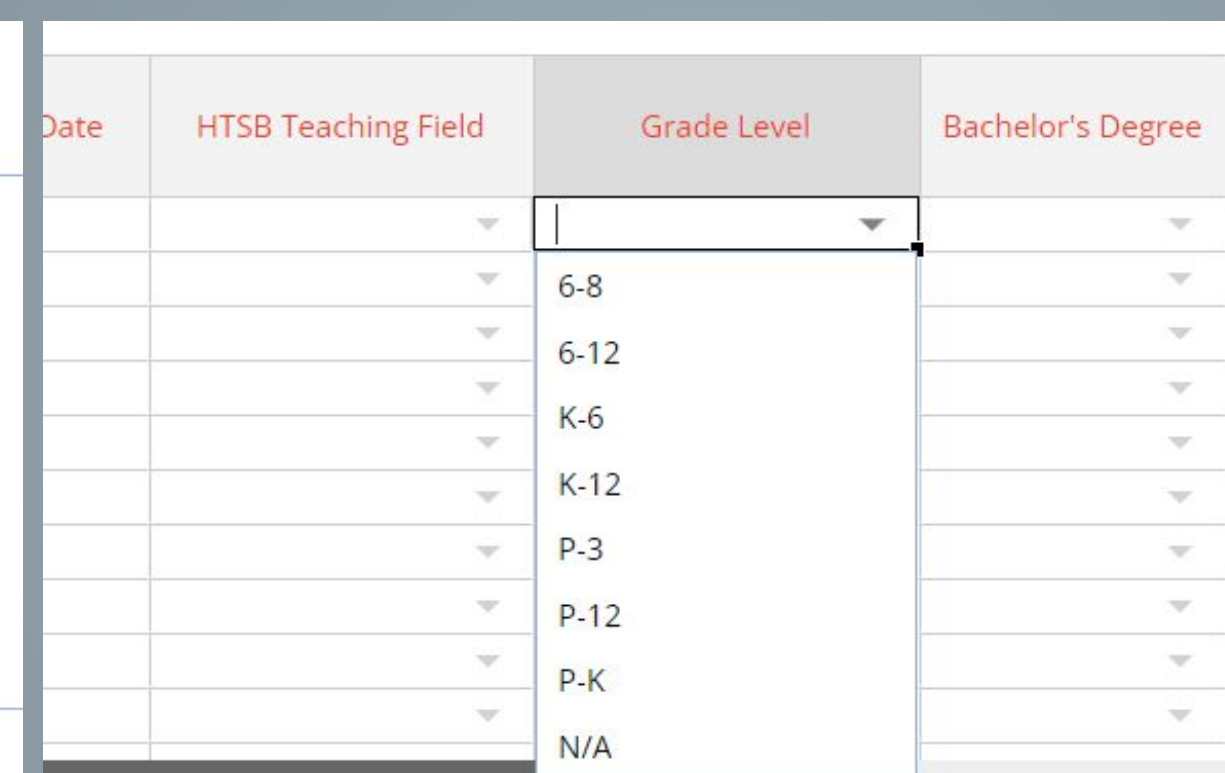 Date HTSB Teaching Field Grade Level Bachelor's Degree
6-8
6-12
K-6
K-12
P-3
P-12
P-K
N/A